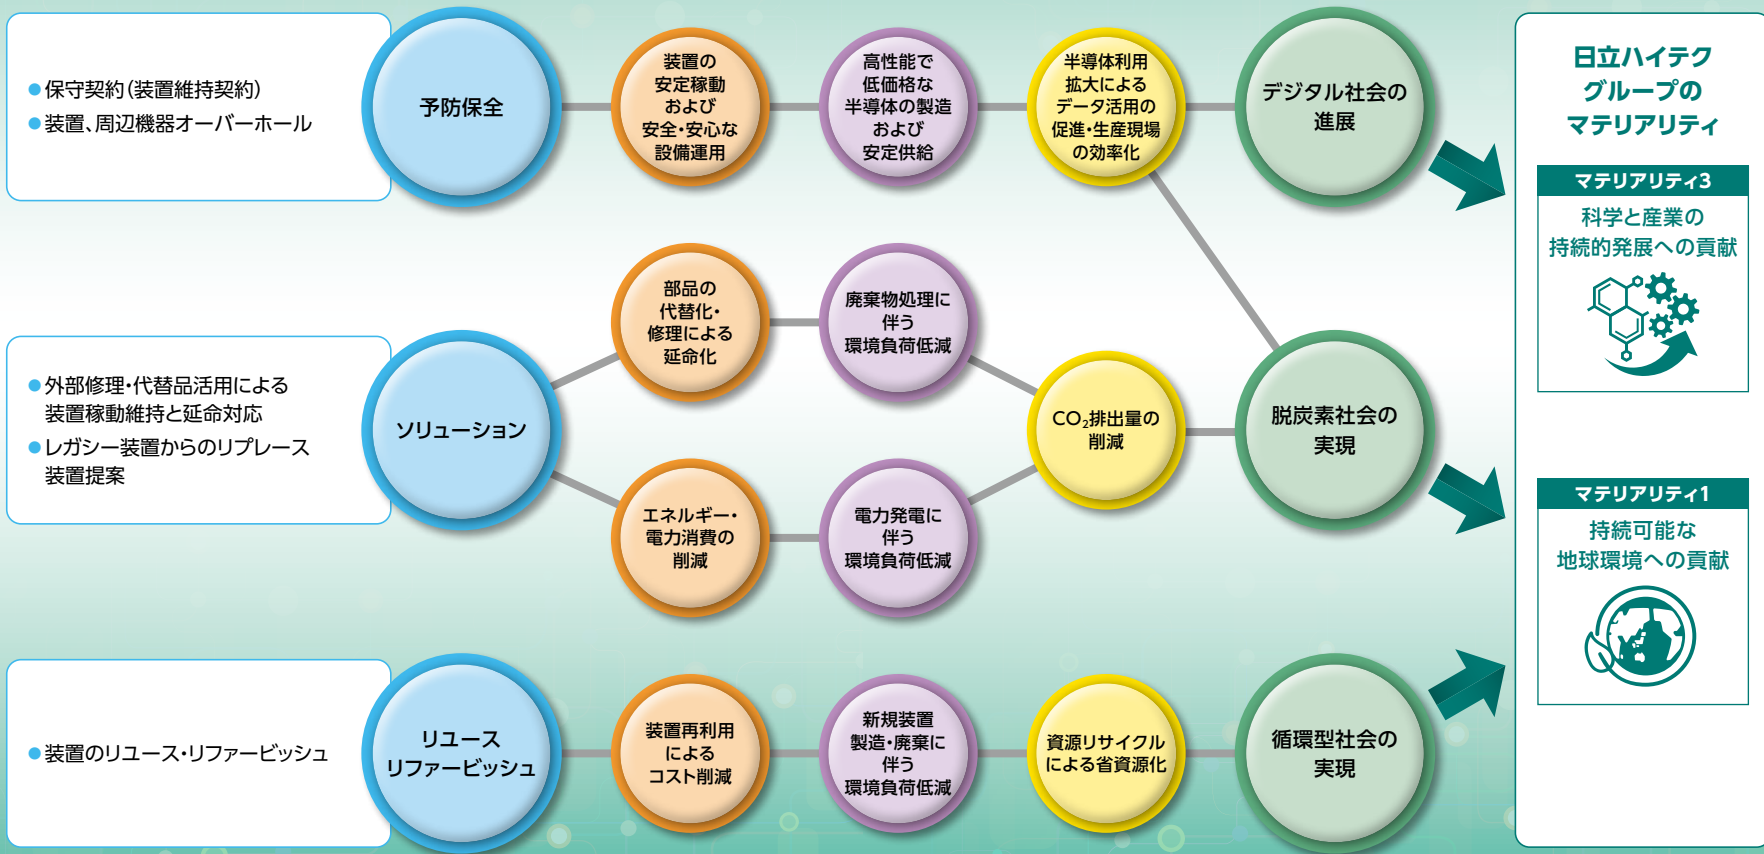 ●保守契約(装置維持契約)
●装置、周辺機器オーバーホール
予防保全
装置の
安定稼動
および
安全・安心な
設備運用
高性能で
低価格な
半導体の製造
および
安定供給
半導体利用
拡大による
データ活用の
促進・生産現場
の効率化
デジタル社会の
進展
●外部修理・代替品活用による
装置稼動維持と延命対応
●レガシー装置からのリプレース
装置提案
ソリューション
部品の
代替化・
修理による
延命化
廃棄物処理に
伴う
環境負荷低減
エネルギー・
電力消費の
削減
電力発電に
伴う
環境負荷低減
CO₂排出量の
削減
脱炭素社会の
実現
●装置のリユース・リファービッシュ
リユース
リファービッシュ
装置再利用
による
コスト削減
新規装置
製造・廃棄に
伴う
環境負荷低減
資源リサイクル
による省資源化
循環型社会の
実現
日立ハイテク
グループの
マテリアリティ
マテリアリティ3
科学と産業の
持続的発展への貢献
マテリアリティ1
持続可能な
地球環境への貢献